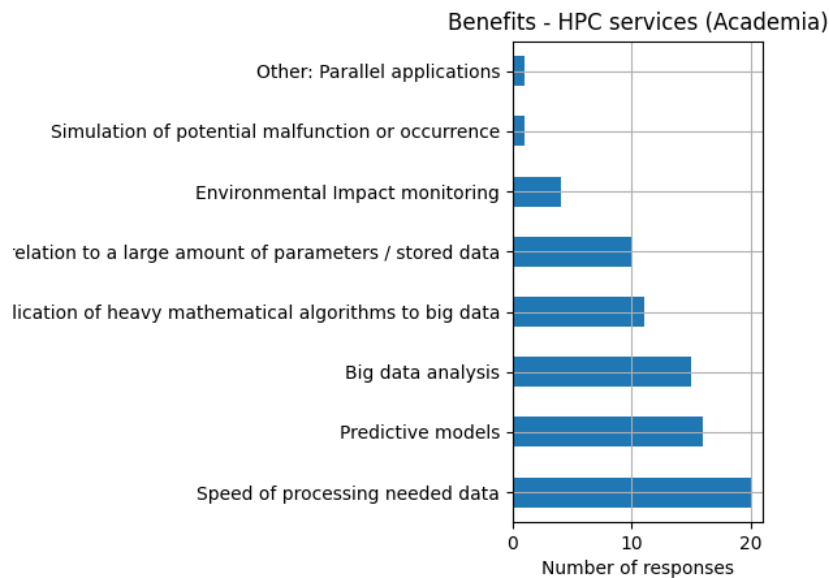 Benefits - HPC services (Academia)
Other: Parallel applications
Simulation of potential malfunction or occurrence
Environmental Impact monitoring
to a large amount of parameters / stored data
of heavy mathematical algorithms to big data
Big data analysis
Predictive models
Speed of processing needed data
0 10 20
Number of responses